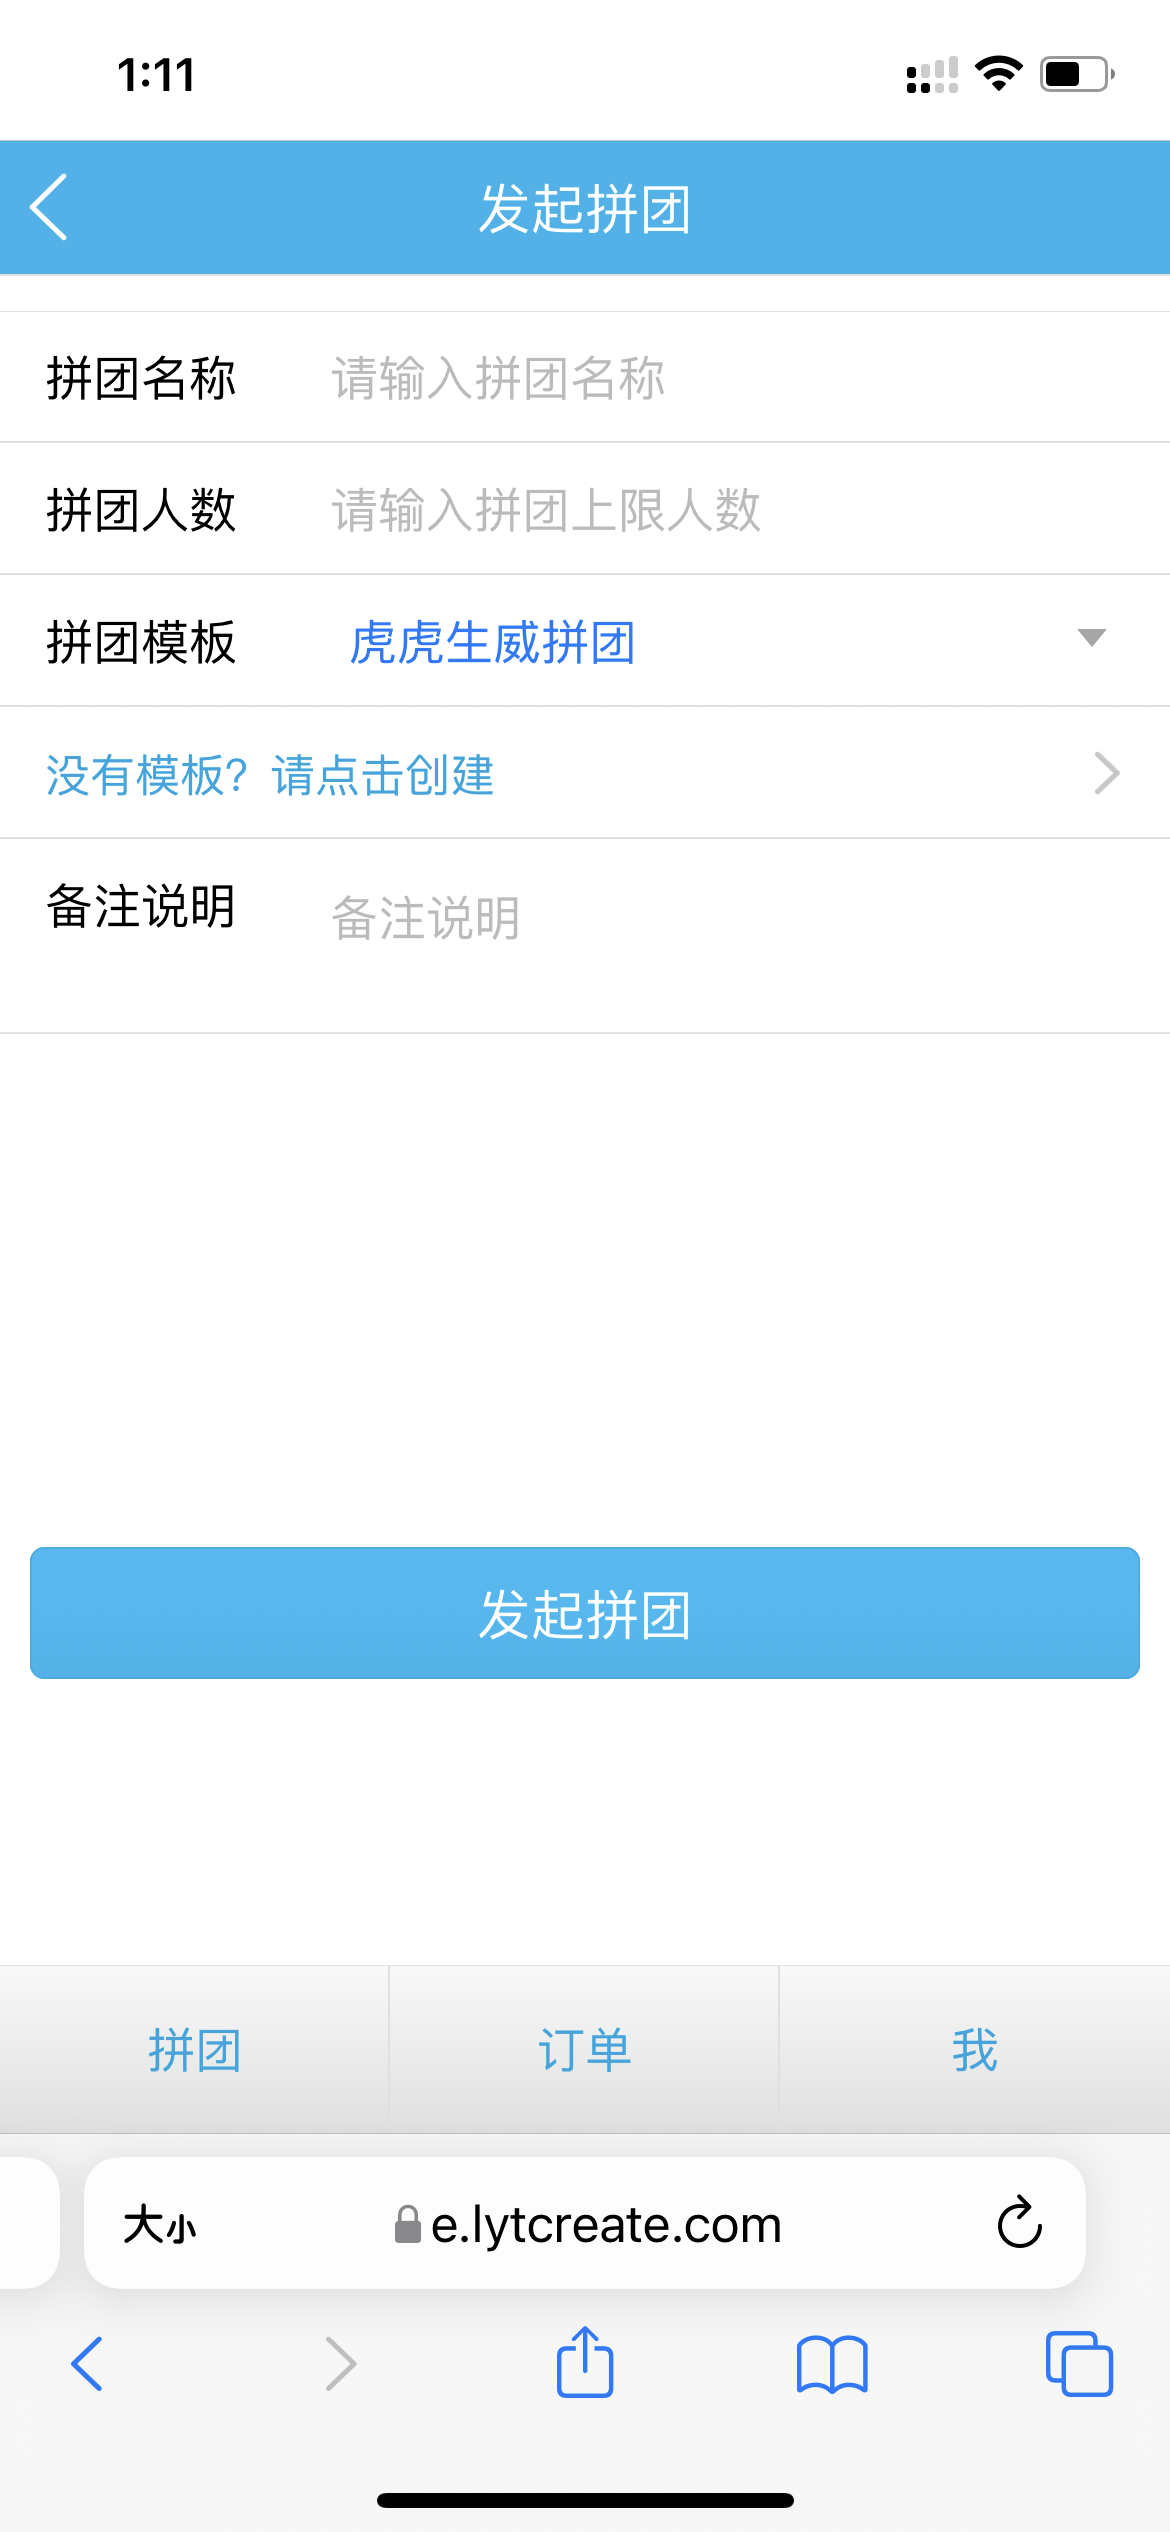 1:11
发起拼团
拼团名称 请输入拼团名称
拼团人数 请输入拼团上限人数
拼团模板 虎虎生威拼团
没有模板？请点击创建
备注说明 备注说明
发起拼团
拼团 订单 我
大小 e.lytcreate.com